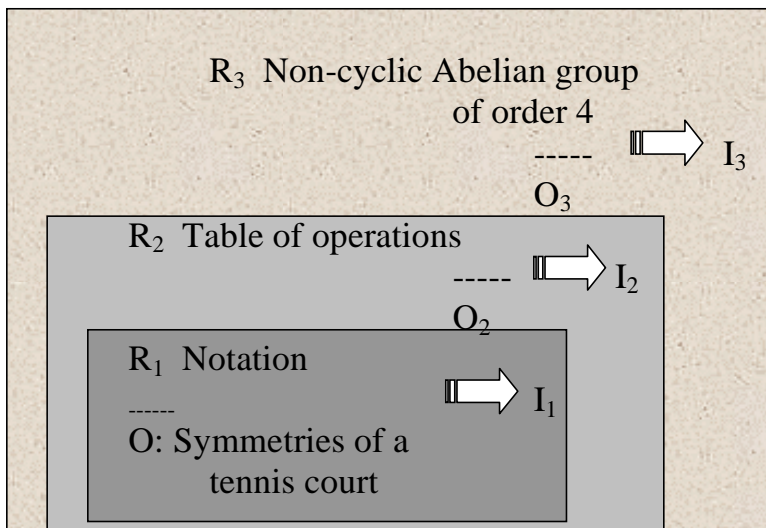 R₃ Non-cyclic Abelian group
of order 4
-----
I₃
O₃
R₂ Table of operations
-----
I₂
O₂
R₁ Notation
------
I₁
O: Symmetries of a
tennis court